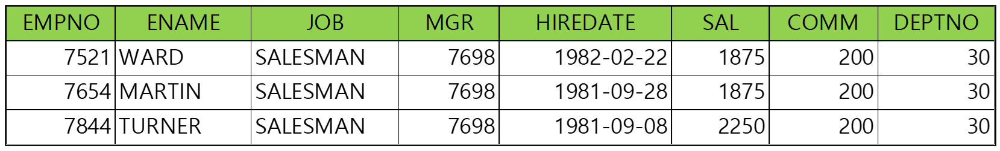 EMPNO ENAME JOB MGR HIREDATE SAL COMM DEPTNO
7521 WARD SALESMAN 7698 1982-02-22 1875 200 30
7654 MARTIN SALESMAN 7698 1981-09-28 1875 200 30
7844 TURNER SALESMAN 7698 1981-09-08 2250 200 30